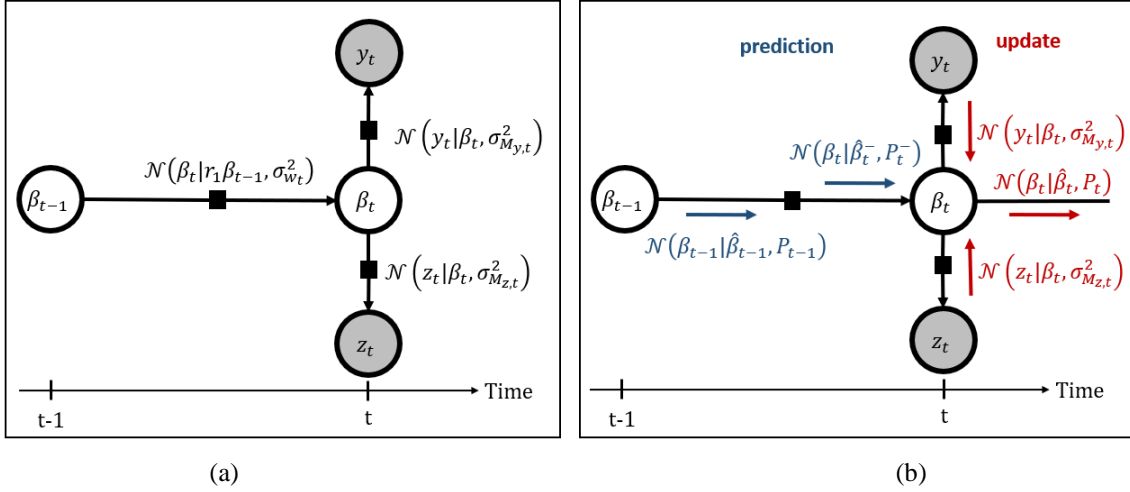 y_t
𝒩(y_t|β_t, σ²_{M_{y,t}})
𝒩(β_t|r_1β_{t−1}, σ²_{w_t})
β_{t−1}
β_t
𝒩(z_t|β_t, σ²_{M_{z,t}})
z_t
Time
t-1
t
(a)
prediction
update
y_t
𝒩(y_t|β_t, σ²_{M_{y,t}})
𝒩(β_t|β̂_t^−, P_t^−)
𝒩(β_t|β̂_t, P_t)
β_{t−1}
β_t
𝒩(β_{t−1}|β̂_{t−1}, P_{t−1})
𝒩(z_t|β_t, σ²_{M_{z,t}})
z_t
Time
t-1
t
(b)